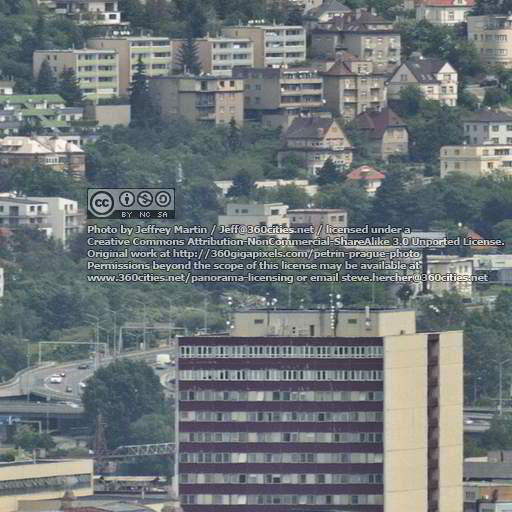 cc
BY NC SA
Photo by Jeffrey Martin / Jeff@360cities.net / licensed under a
Creative Commons Attribution-NonCommercial-ShareAlike 3.0 Unported License.
Original work at http://360gigapixels.com/petrin-prague-photo
Permissions beyond the scope of this license may be available at
www.360cities.net/panorama-licensing or email steve.hercher@360cities.net